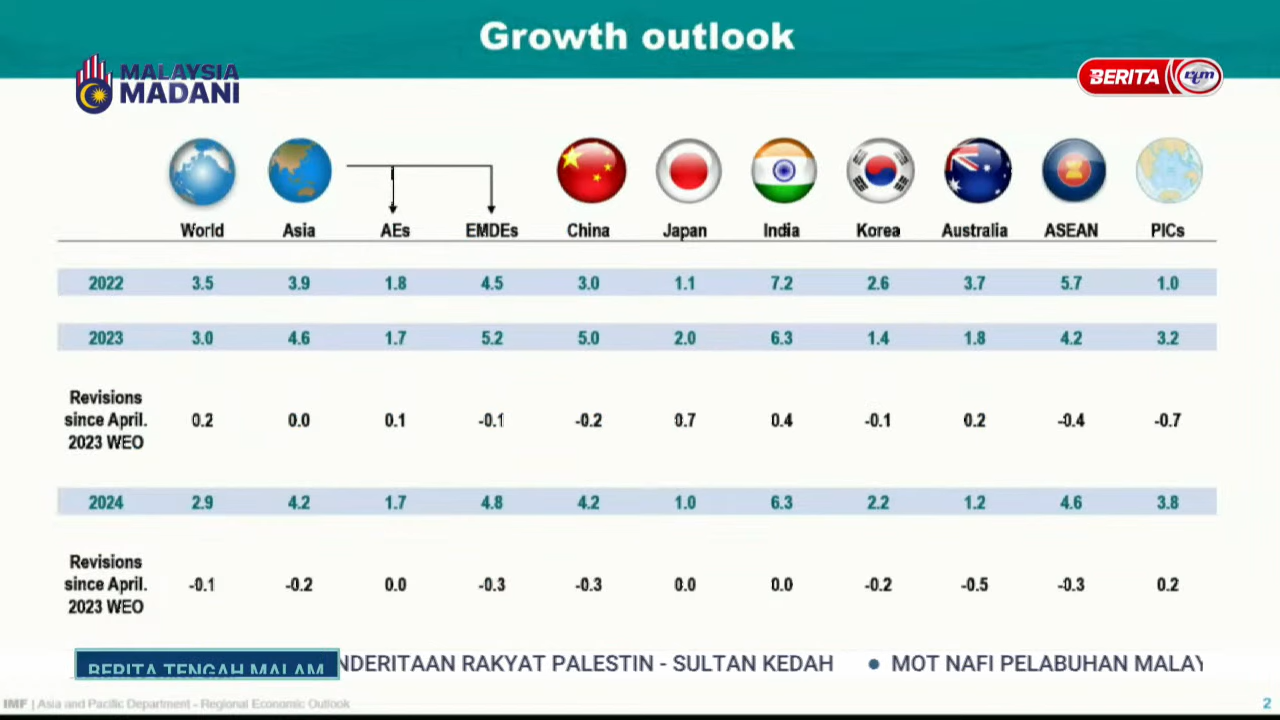 Growth outlook
MALAYSIA
MADANI
BERITA rtm
World Asia AEs EMDEs China Japan India Korea Australia ASEAN PICs
2022 3.5 3.9 1.8 4.5 3.0 1.1 7.2 2.6 3.7 5.7 1.0
2023 3.0 4.6 1.7 5.2 5.0 2.0 6.3 1.4 1.8 4.2 3.2
Revisions
since April. 0.2 0.0 0.1 -0.1 -0.2 0.7 0.4 -0.1 0.2 -0.4 -0.7
2023 WEO
2024 2.9 4.2 1.7 4.8 4.2 1.0 6.3 2.2 1.2 4.6 3.8
Revisions
since April. -0.1 -0.2 0.0 -0.3 -0.3 0.0 0.0 -0.2 -0.5 -0.3 0.2
2023 WEO
BERITA TENGAH MALAM NDERITAAN RAKYAT PALESTIN - SULTAN KEDAH • MOT NAFI PELABUHAN MALAY
IMF | Asia and Pacific Department - Regional Economic Outlook 2